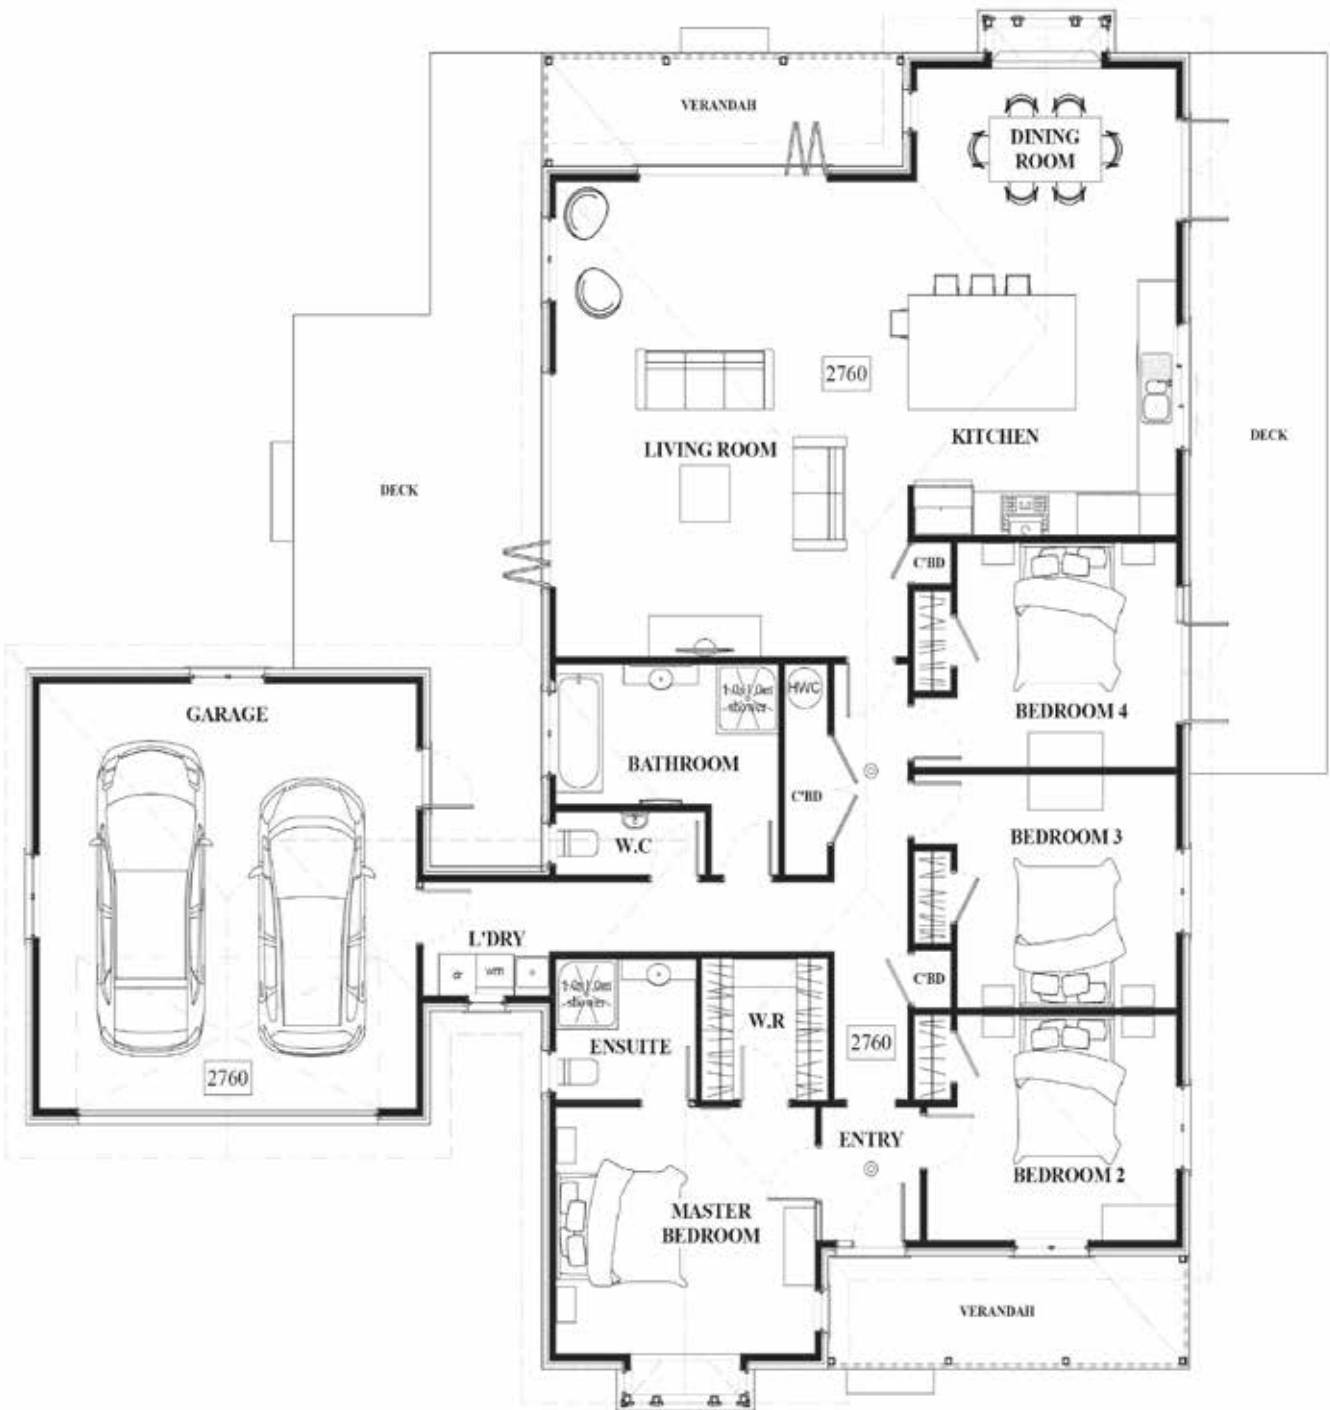 VERANDAH
DINING
ROOM
2760
LIVING ROOM
KITCHEN
DECK
DECK
C'BD
GARAGE
HWC
BEDROOM 4
BATHROOM
C'BD
W.C
BEDROOM 3
L'DRY
dr
wm
C'BD
W.R
ENSUITE
2760
2760
ENTRY
BEDROOM 2
MASTER
BEDROOM
VERANDAH